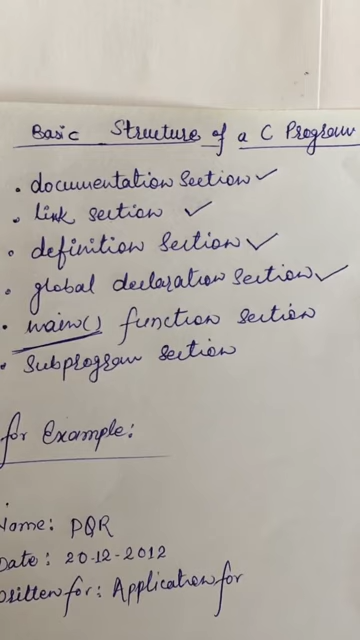 Basic Structure of a C Program
• documentation section ✓
• link section ✓
• definition section ✓
• global declaration section ✓
• main() function section
• subprogram section
for Example:
Name: PQR
Date: 20-12-2012
written for: Application for